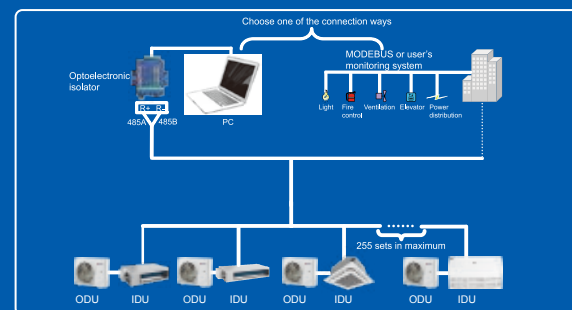 Choose one of the connection ways
MODEBUS or user's
monitoring system
Optoelectronic
isolator
R+ R-
485A 485B
PC
Light
Fire
control
Ventilation
Elevator
Power
distribution
255 sets in maximum
ODU IDU ODU IDU ODU IDU ODU IDU